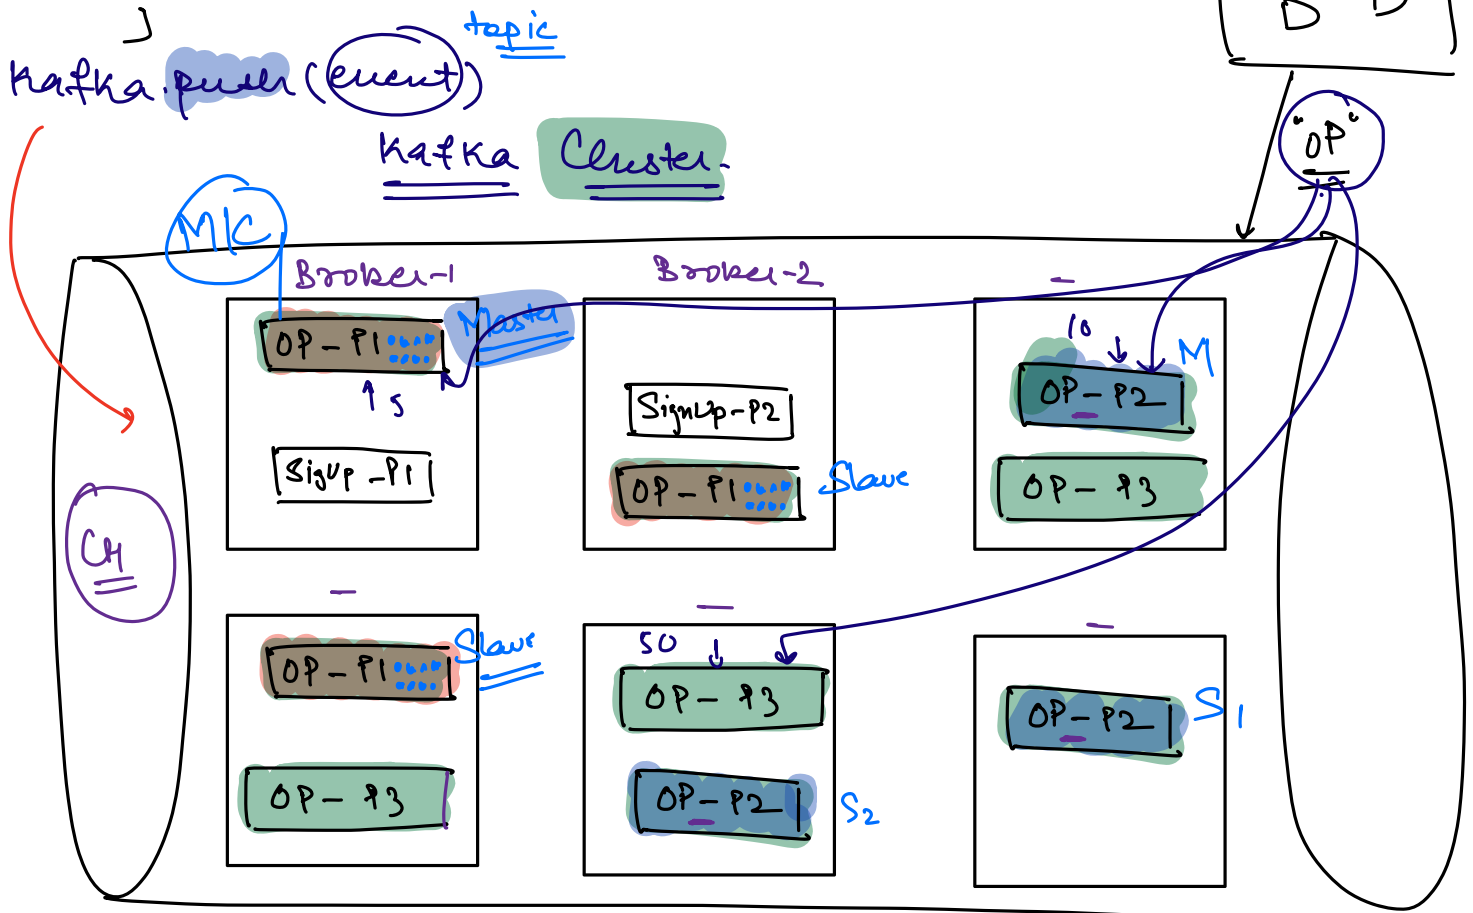 topic
Kafka.push(event)
Kafka Cluster
"OP"
M/C
Broker-1
Broker-2
OP-P1
Master
5
SigUp-P1
SignUp-P2
OP-P1
Slave
10
M
OP-P2
OP-P3
CH
OP-P1
Slave
OP-P3
50
OP-P3
OP-P2
S2
OP-P2
S1
D D